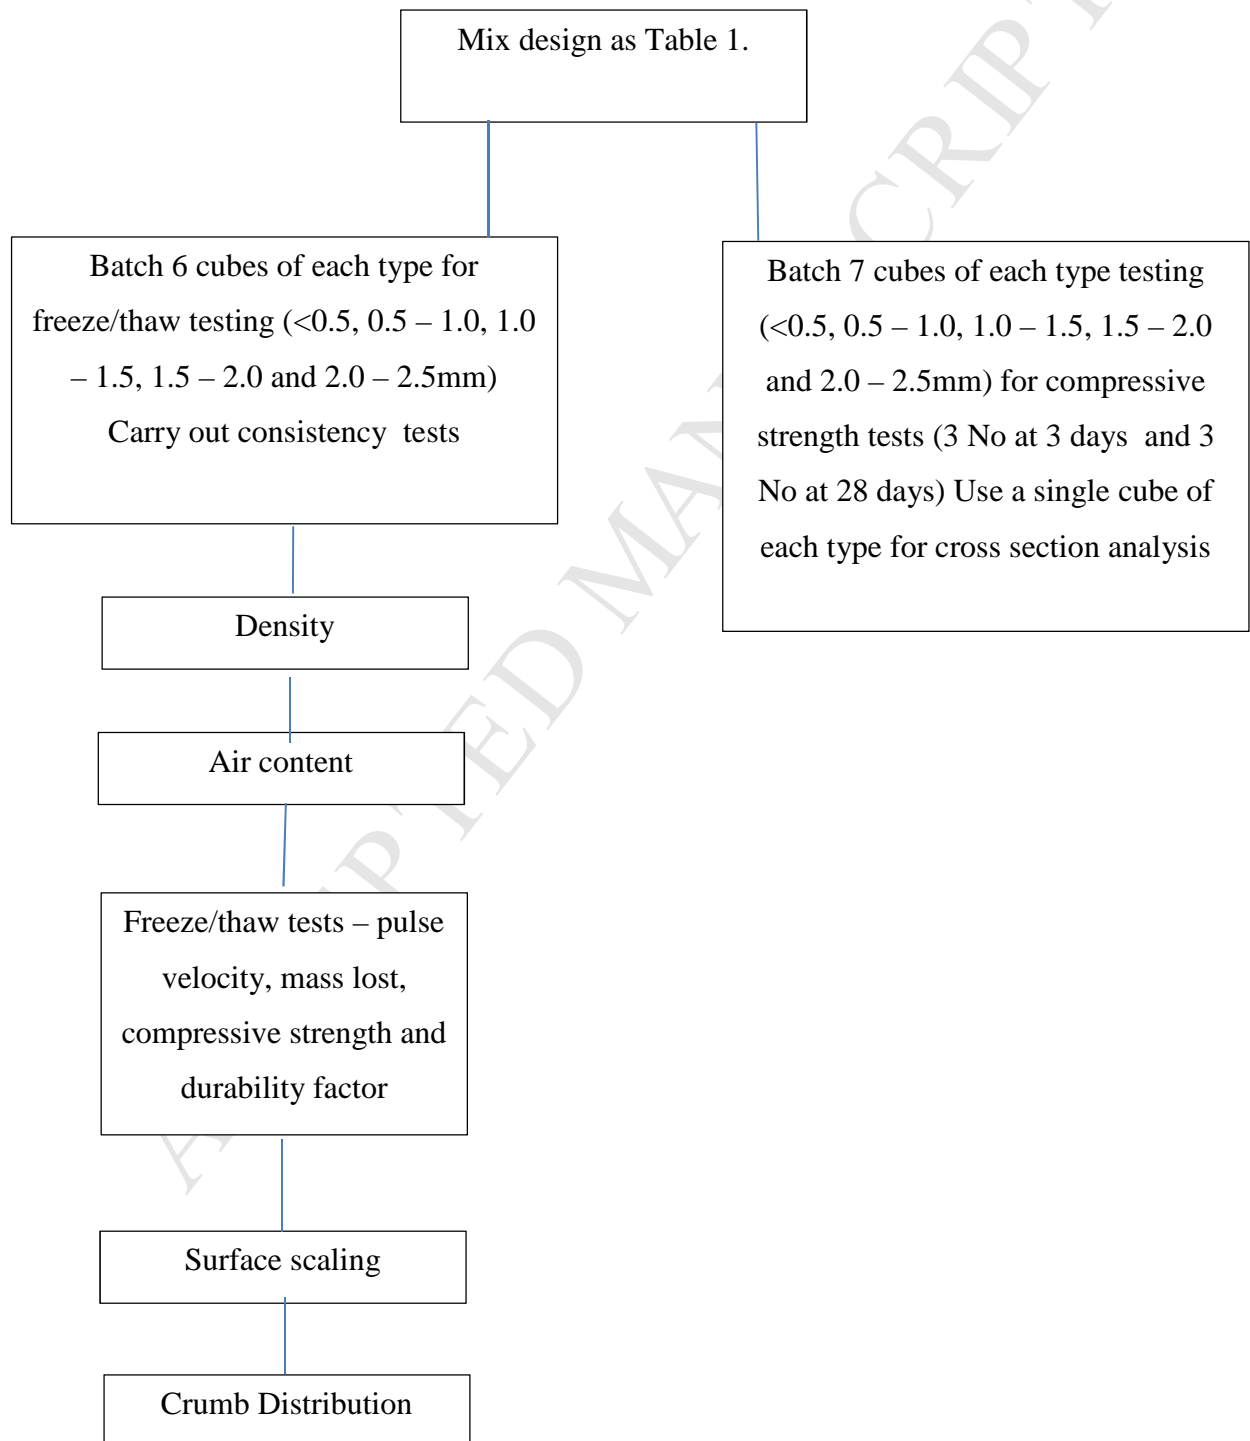 Mix design as Table 1.
Batch 6 cubes of each type for
freeze/thaw testing (<0.5, 0.5 – 1.0, 1.0
– 1.5, 1.5 – 2.0 and 2.0 – 2.5mm)
Carry out consistency tests
Batch 7 cubes of each type testing
(<0.5, 0.5 – 1.0, 1.0 – 1.5, 1.5 – 2.0
and 2.0 – 2.5mm) for compressive
strength tests (3 No at 3 days and 3
No at 28 days) Use a single cube of
each type for cross section analysis
Density
Air content
Freeze/thaw tests – pulse
velocity, mass lost,
compressive strength and
durability factor
Surface scaling
Crumb Distribution
ACCEPTED MANUSCRIPT